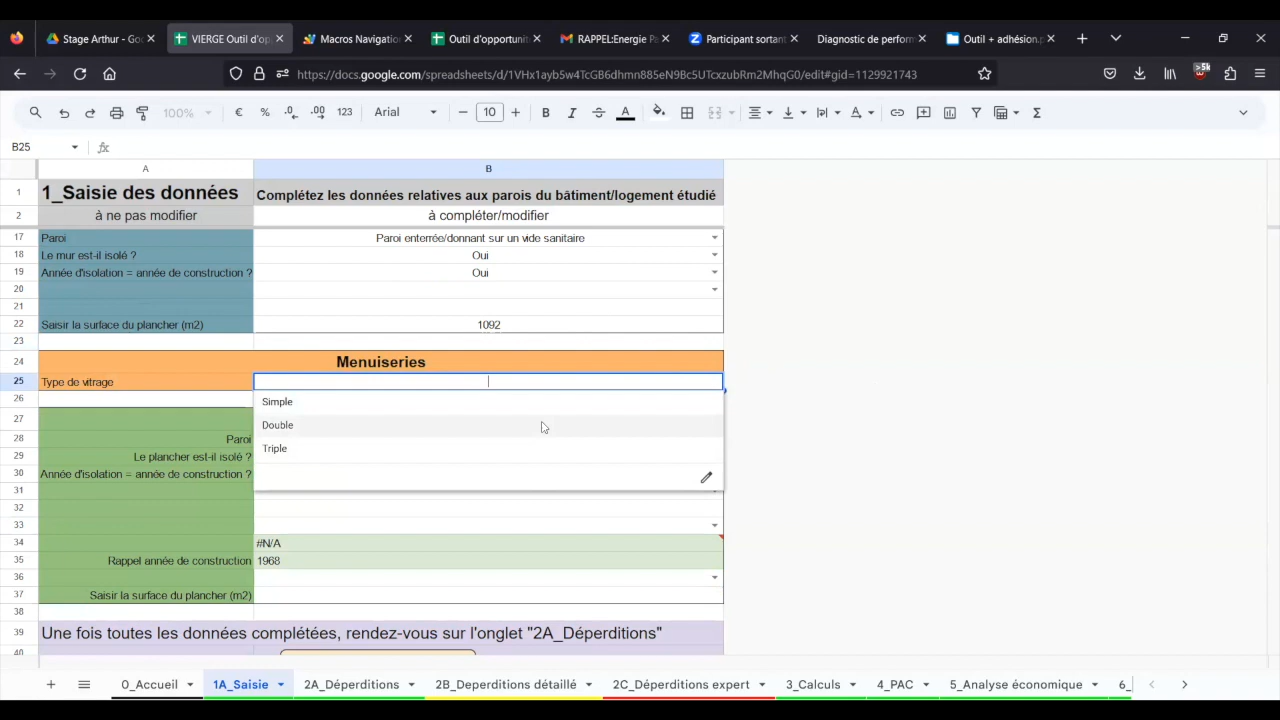 Stage Arthur - Goo
VIERGE Outil d'op
Macros Navigation
Outil d'opportunit
RAPPEL:Energie Pa
Participant sortant
Diagnostic de perform
Outil + adhésion.p
https://docs.google.com/spreadsheets/d/1VHx1ayb5w4TcGB6dhmn885eN9Bc5UTcxzubRm2MhqG0/edit#gid=1129921743
>5k
100% € % .0 .00 123 Arial 10 B I S A A Σ
B25 fx
A B
1 1_Saisie des données Complétez les données relatives aux parois du bâtiment/logement étudié
2 à ne pas modifier à compléter/modifier
17 Paroi Paroi enterrée/donnant sur un vide sanitaire
18 Le mur est-il isolé ? Oui
19 Année d'isolation = année de construction ? Oui
20
21
22 Saisir la surface du plancher (m2) 1092
23
24 Menuiseries
25 Type de vitrage
26 Simple
27 Double
28 Paroi
29 Le plancher est-il isolé ? Triple
30 Année d'isolation = année de construction ?
31
32
33
34 #N/A
35 Rappel année de construction 1968
36
37 Saisir la surface du plancher (m2)
38
39 Une fois toutes les données complétées, rendez-vous sur l'onglet "2A_Déperditions"
40
0_Accueil 1A_Saisie 2A_Déperditions 2B_Deperditions détaillé 2C_Déperditions expert 3_Calculs 4_PAC 5_Analyse économique 6_